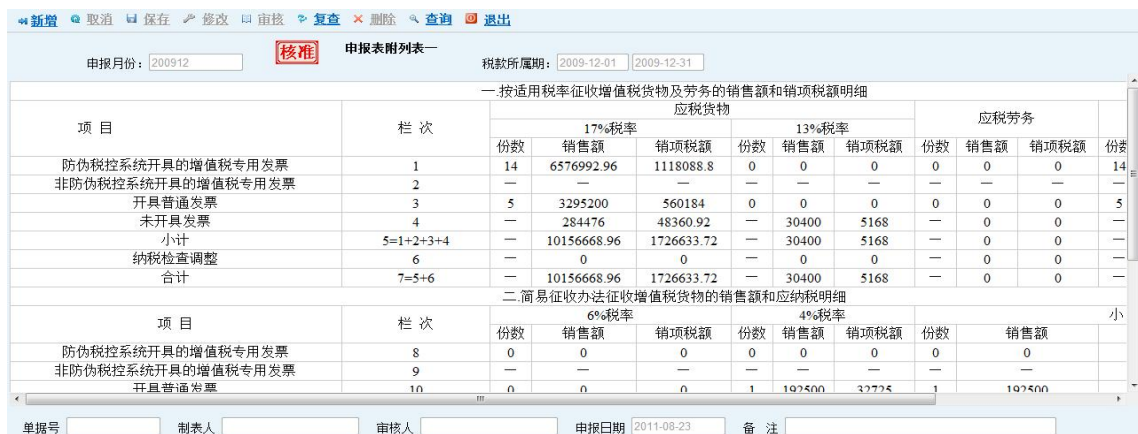 新增 取消 保存 修改 审核 复查 删除 查询 退出
申报月份： 200912 核准 申报表附列表一 税款所属期： 2009-12-01 2009-12-31
一.按适用税率征收增值税货物及劳务的销售额和销项税额明细
项 目 栏 次 应税货物 应税劳务
17%税率 13%税率
份数 销售额 销项税额 份数 销售额 销项税额 份数 销售额 销项税额 份数
防伪税控系统开具的增值税专用发票 1 14 6576992.96 1118088.8 0 0 0 0 0 0 14
非防伪税控系统开具的增值税专用发票 2 — — — — — — — — — —
开具普通发票 3 5 3295200 560184 0 0 0 0 0 0 5
未开具发票 4 — 284476 48360.92 — 30400 5168 — 0 0 —
小计 5=1+2+3+4 — 10156668.96 1726633.72 — 30400 5168 — 0 0 —
纳税检查调整 6 — 0 0 — 0 0 — 0 0 —
合计 7=5+6 — 10156668.96 1726633.72 — 30400 5168 — 0 0 —
二.简易征收办法征收增值税货物的销售额和应纳税明细
项 目 栏 次 6%税率 4%税率 小
份数 销售额 销项税额 份数 销售额 销项税额 份数 销售额
防伪税控系统开具的增值税专用发票 8 0 0 0 0 0 0 0 0
非防伪税控系统开具的增值税专用发票 9 — — — — — — — —
开具普通发票 10 0 0 0 1 192500 32725 1 192500
单据号 制表人 审核人 申报日期 2011-08-23 备 注